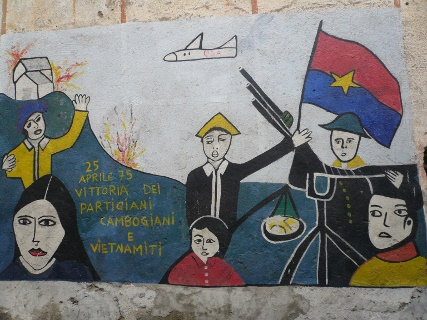 25
APRILE 75
VITTORIA DEI
PARTIGIANI
CAMBOGIANI
E
VIETNAMITI